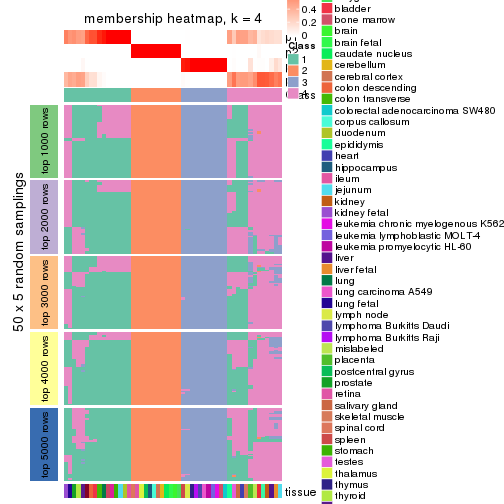 membership heatmap, k = 4
50 x 5 random samplings
top 1000 rows
top 2000 rows
top 3000 rows
top 4000 rows
top 5000 rows
0.4
0.2
0
Class
1
2
3
4
tissue
bladder
bone marrow
brain
brain fetal
caudate nucleus
cerebellum
cerebral cortex
colon descending
colon transverse
colorectal adenocarcinoma SW480
corpus callosum
duodenum
epididymis
heart
hippocampus
ileum
jejunum
kidney
kidney fetal
leukemia chronic myelogenous K562
leukemia lymphoblastic MOLT-4
leukemia promyelocytic HL-60
liver
liver fetal
lung
lung carcinoma A549
lung fetal
lymph node
lymphoma Burkitts Daudi
lymphoma Burkitts Raji
mislabeled
placenta
postcentral gyrus
prostate
retina
salivary gland
skeletal muscle
spinal cord
spleen
stomach
testes
thalamus
thymus
thyroid